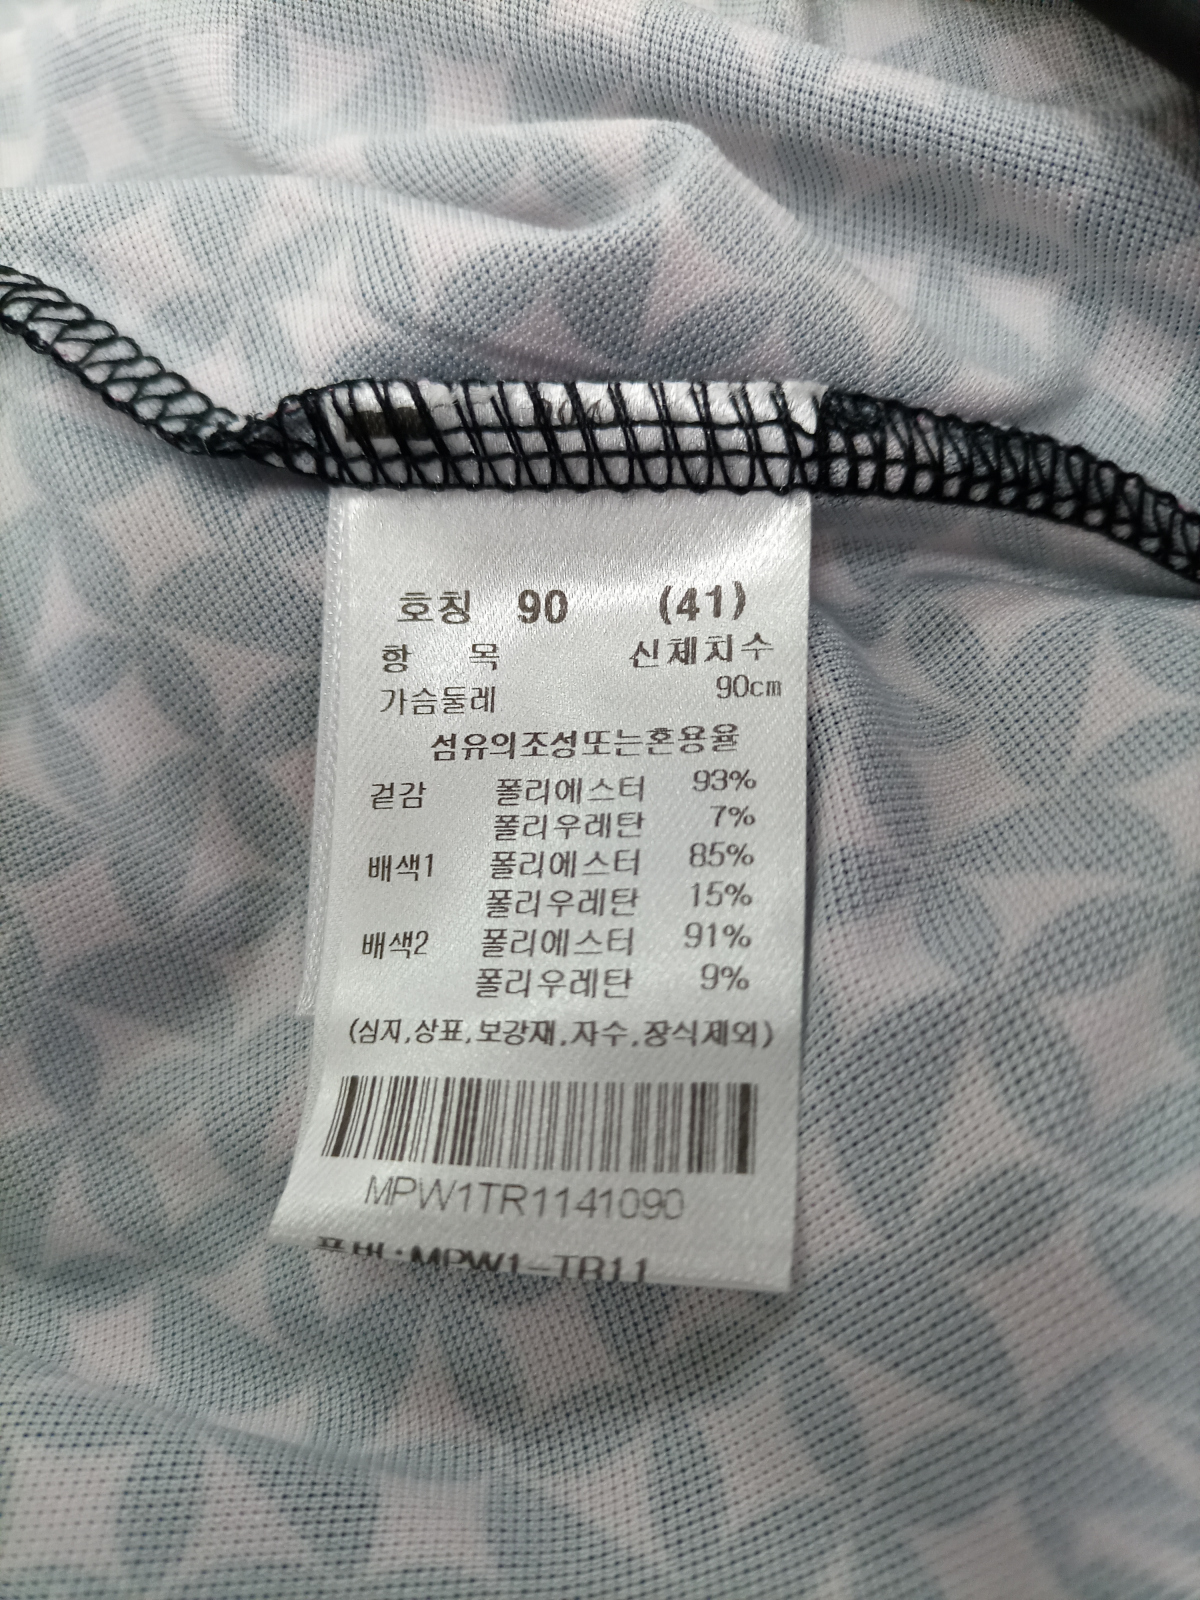 호칭 90 (41)
항 목 신체치수
가슴둘레 90cm
섬유의조성또는혼용율
겉감 폴리에스터 93%
폴리우레탄 7%
배색1 폴리에스터 85%
폴리우레탄 15%
배색2 폴리에스터 91%
폴리우레탄 9%
(심지,상표,보강재,자수,장식제외)
MPW1TR1141090
품번:MPW1-TR11